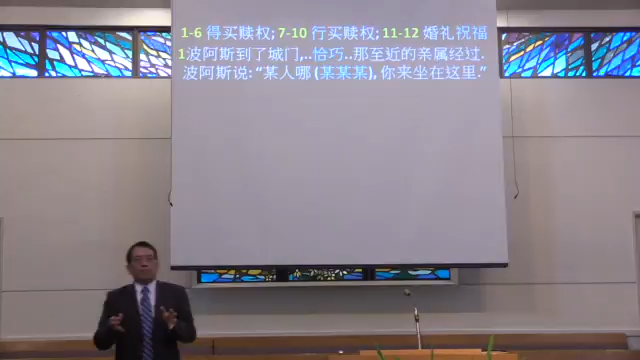 1-6 得买赎权; 7-10 行买赎权; 11-12 婚礼祝福
1波阿斯到了城门,..恰巧..那至近的亲属经过.
波阿斯说: “某人哪 (某某某), 你来坐在这里.”